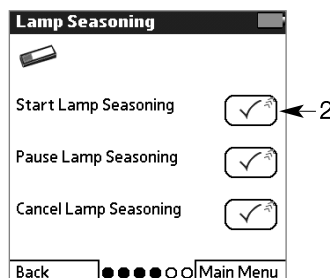 Lamp Seasoning
Start Lamp Seasoning
2
Pause Lamp Seasoning
Cancel Lamp Seasoning
Back
Main Menu